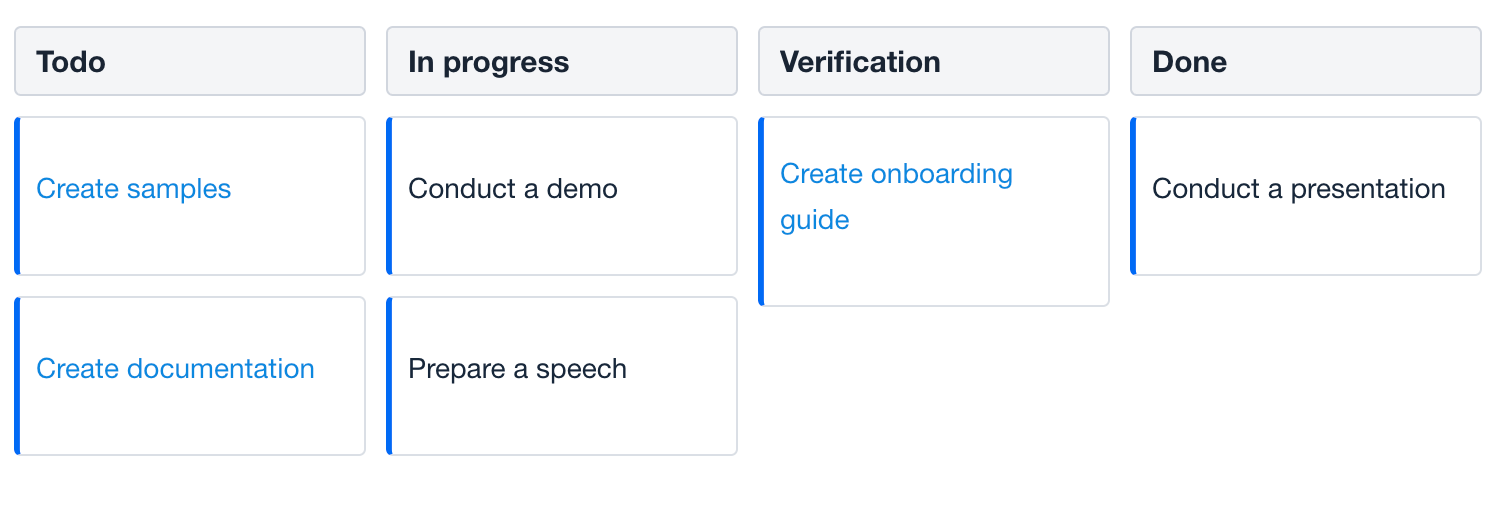 Todo
Create samples
Create documentation
In progress
Conduct a demo
Prepare a speech
Verification
Create onboarding
guide
Done
Conduct a presentation